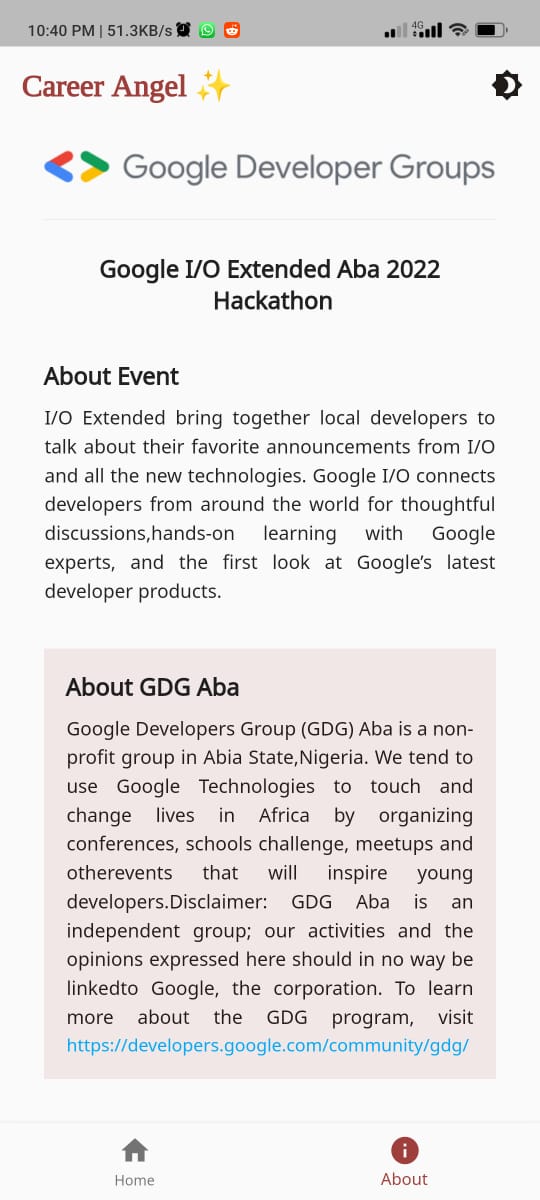 10:40 PM | 51.3KB/s
4G
Career Angel ✨
Google Developer Groups
Google I/O Extended Aba 2022
Hackathon
About Event
I/O Extended bring together local developers to
talk about their favorite announcements from I/O
and all the new technologies. Google I/O connects
developers from around the world for thoughtful
discussions,hands-on learning with Google
experts, and the first look at Google’s latest
developer products.
About GDG Aba
Google Developers Group (GDG) Aba is a non-
profit group in Abia State,Nigeria. We tend to
use Google Technologies to touch and
change lives in Africa by organizing
conferences, schools challenge, meetups and
otherevents that will inspire young
developers.Disclaimer: GDG Aba is an
independent group; our activities and the
opinions expressed here should in no way be
linkedto Google, the corporation. To learn
more about the GDG program, visit
https://developers.google.com/community/gdg/
Home
About